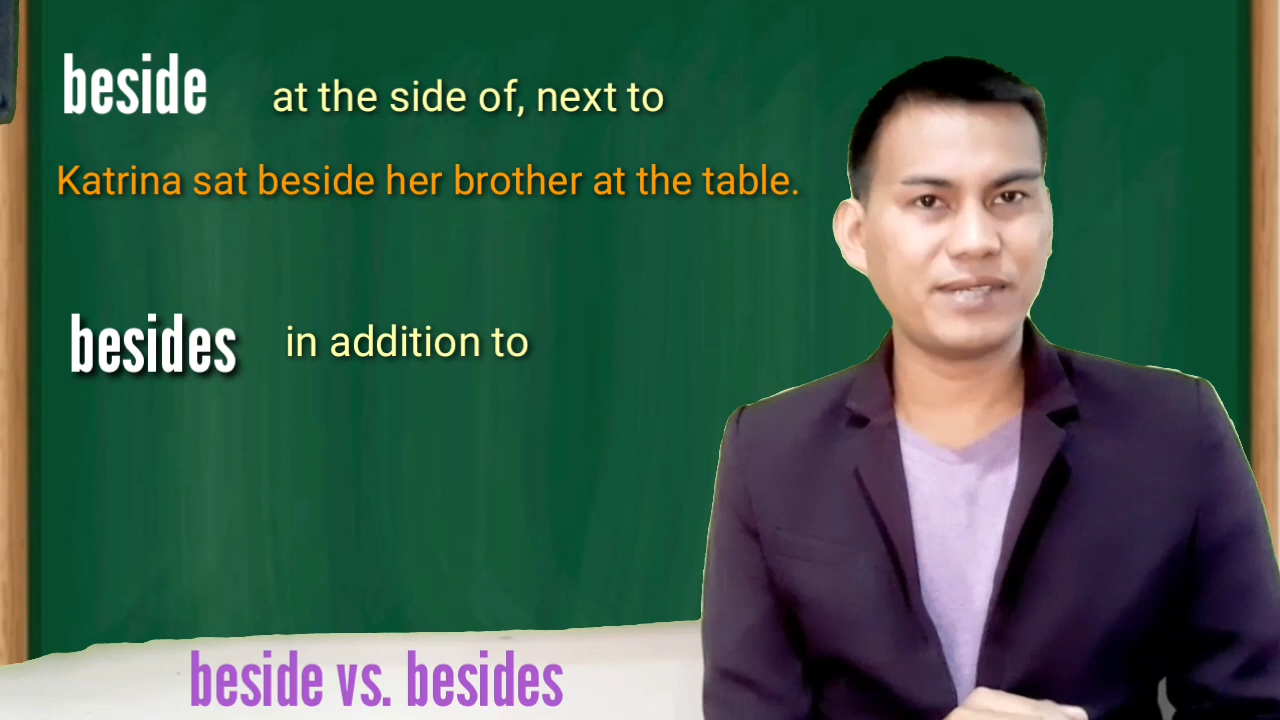 beside at the side of, next to
Katrina sat beside her brother at the table.
besides in addition to
beside vs. besides